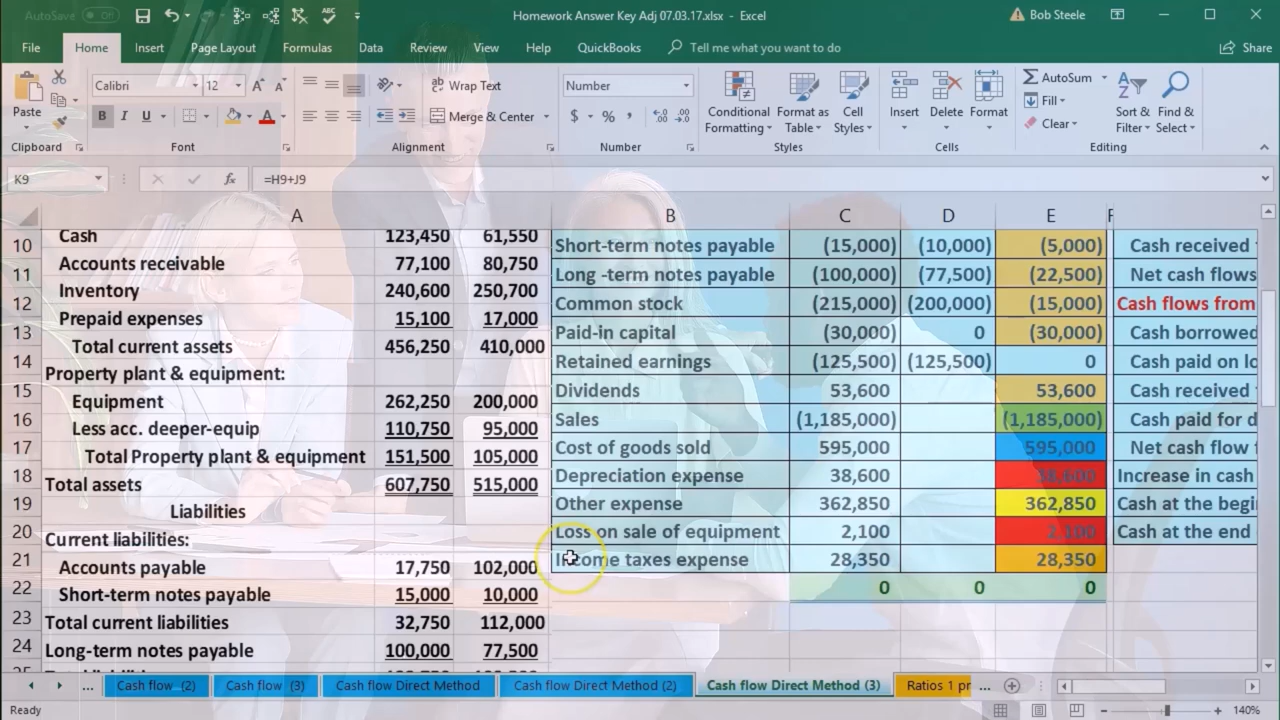 AutoSave Off Homework Answer Key Adj 07.03.17.xlsx - Excel Bob Steele
File Home Insert Page Layout Formulas Data Review View Help QuickBooks Tell me what you want to do Share
Calibri 12 Wrap Text Number AutoSum
Paste Merge & Center Conditional Formatting Format as Table Cell Styles Insert Delete Format Fill Clear Sort & Filter Find & Select
Clipboard Font Alignment Number Styles Cells Editing
K9 fx =H9+J9
A B C D E F
10 Cash 123,450 61,550 Short-term notes payable (15,000) (10,000) (5,000) Cash received
11 Accounts receivable 77,100 80,750 Long -term notes payable (100,000) (77,500) (22,500) Net cash flows
12 Inventory 240,600 250,700 Common stock (215,000) (200,000) (15,000) Cash flows from
13 Prepaid expenses 15,100 17,000 Paid-in capital (30,000) 0 (30,000) Cash borrowed
14 Total current assets 456,250 410,000 Retained earnings (125,500) (125,500) 0 Cash paid on lo
Property plant & equipment:
15 Equipment 262,250 200,000 Dividends 53,600 53,600 Cash received
16 Less acc. deeper-equip 110,750 95,000 Sales (1,185,000) (1,185,000) Cash paid for d
17 Total Property plant & equipment 151,500 105,000 Cost of goods sold 595,000 595,000 Net cash flow
18 Total assets 607,750 515,000 Depreciation expense 38,600 38,600 Increase in cash
19 Liabilities Other expense 362,850 362,850 Cash at the begi
20 Current liabilities: Loss on sale of equipment 2,100 2,100 Cash at the end
21 Accounts payable 17,750 102,000 Income taxes expense 28,350 28,350
22 Short-term notes payable 15,000 10,000 0 0 0
23 Total current liabilities 32,750 112,000
24 Long-term notes payable 100,000 77,500
... Cash flow (2) Cash flow (3) Cash flow Direct Method Cash flow Direct Method (2) Cash flow Direct Method (3) Ratios 1 pr ...
Ready 140%